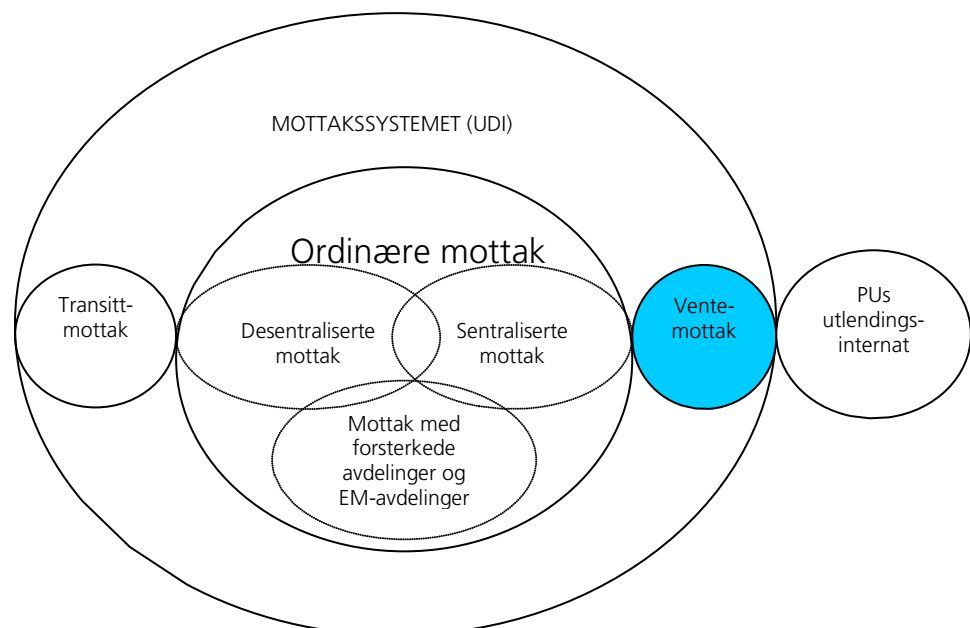 MOTTAKSSYSTEMET (UDI)
Ordinære mottak
Transitt-
mottak
Desentraliserte
mottak
Sentraliserte
mottak
Vente-
mottak
PUs
utlendings-
internat
Mottak med
forsterkede
avdelinger og
EM-avdelinger